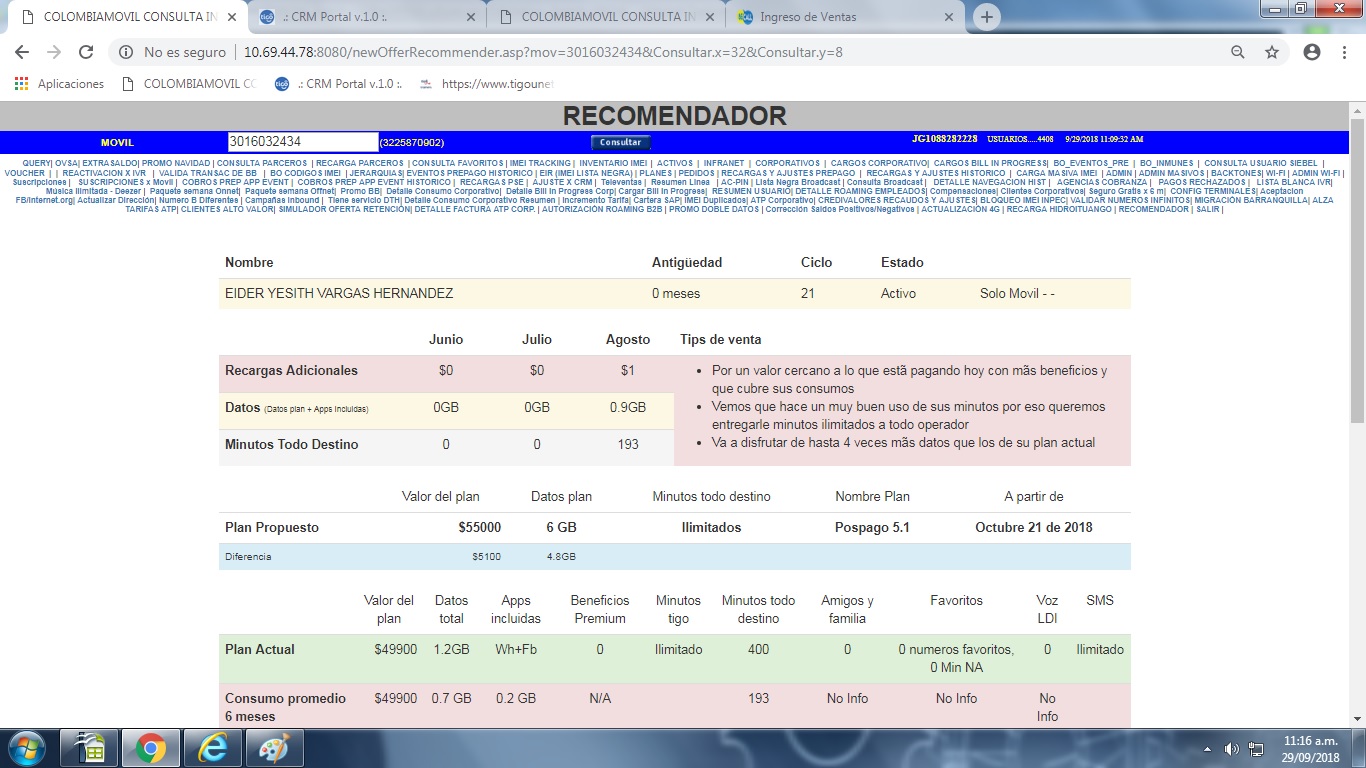 COLOMBIAMOVIL CONSULTA IN
.: CRM Portal v.1.0 :.
COLOMBIAMOVIL CONSULTA IN
Ingreso de Ventas
No es seguro
10.69.44.78:8080/newOfferRecommender.asp?mov=3016032434&Consultar.x=32&Consultar.y=8
Aplicaciones
COLOMBIAMOVIL CO
.: CRM Portal v.1.0 :.
https://www.tigoune
RECOMENDADOR
MOVIL 3016032434 (3225870902) Consultar JG1088282228 USUARIOS.....4408 9/29/2018 11:09:32 AM
QUERY| OVSA| EXTRASALDO| PROMO NAVIDAD | CONSULTA PARCEROS | RECARGA PARCEROS | CONSULTA FAVORITOS | IMEI TRACKING | INVENTARIO IMEI | ACTIVOS | INFRANET | CORPORATIVOS | CARGOS CORPORATIVO| CARGOS BILL IN PROGRESS| BO_EVENTOS_PRE | BO_INMUNES | CONSULTA USUARIO SIEBEL |
VOUCHER | | REACTIVACION X IVR | VALIDA TRANSAC DE BB | BO CODIGOS IMEI |JERARQUIAS| EVENTOS PREPAGO HISTORICO | EIR (IMEI LISTA NEGRA) | PLANES | PEDIDOS | RECARGAS Y AJUSTES PREPAGO | RECARGAS Y AJUSTES HISTORICO | CARGA MASIVA IMEI | ADMIN | ADMIN MASIVOS | BACKTONES| WI-FI | ADMIN WI-FI |
Suscripciones | SUSCRIPCIONES x Movil | COBROS PREP APP EVENT | COBROS PREP APP EVENT HISTORICO | RECARGAS PSE | AJUSTE X CRM | Televentas | Resumen Linea | AC-PIN | Lista Negra Broadcast | Consulta Broadcast | DETALLE NAVEGACION HIST | AGENCIAS COBRANZA | PAGOS RECHAZADOS | LISTA BLANCA IVR|
Musica Ilimitada - Deezer | Paquete semana Onnet| Paquete semana Offnet| Promo BB| Detalle Consumo Corporativo| Detalle Bill In Progress Corp| Cargar Bill In Progress| RESUMEN USUARIO| DETALLE ROAMING EMPLEADOS| Compensaciones| Clientes Corporativos| Seguro Gratis x 6 m| CONFIG TERMINALES| Aceptacion
FB/Internet.org| Actualizar Dirección| Numero B Diferentes | Campañas Inbound | Tiene servicio DTH| Detalle Consumo Corporativo Resumen | Incremento Tarifa| Cartera SAP| IMEI Duplicados| ATP Corporativo| CREDIVALORES RECAUDOS Y AJUSTES| BLOQUEO IMEI INPEC| VALIDAR NUMEROS INFINITOS| MIGRACIÓN BARRANQUILLA| ALZA
TARIFAS ATP| CLIENTES ALTO VALOR| SIMULADOR OFERTA RETENCIÓN| DETALLE FACTURA ATP CORP. | AUTORIZACIÓN ROAMING B2B | PROMO DOBLE DATOS | Corrección Saldos Positivos/Negativos | ACTUALIZACIÓN 4G | RECARGA HIDROITUANGO | RECOMENDADOR | SALIR |
Nombre Antigüedad Ciclo Estado
EIDER YESITH VARGAS HERNANDEZ 0 meses 21 Activo Solo Movil - -
Junio Julio Agosto Tips de venta
Recargas Adicionales $0 $0 $1
Datos (Datos plan + Apps incluidas) 0GB 0GB 0.9GB
Minutos Todo Destino 0 0 193
• Por un valor cercano a lo que estã pagando hoy con mãs beneficios y
que cubre sus consumos
• Vemos que hace un muy buen uso de sus minutos por eso queremos
entregarle minutos ilimitados a todo operador
• Va a disfrutar de hasta 4 veces mãs datos que los de su plan actual
Valor del plan Datos plan Minutos todo destino Nombre Plan A partir de
Plan Propuesto $55000 6 GB Ilimitados Pospago 5.1 Octubre 21 de 2018
Diferencia $5100 4.8GB
Valor del Datos Apps Beneficios Minutos Minutos todo Amigos y Favoritos Voz SMS
plan total incluidas Premium tigo destino familia LDI
Plan Actual $49900 1.2GB Wh+Fb 0 Ilimitado 400 0 0 numeros favoritos, 0 Ilimitado
0 Min NA
Consumo promedio $49900 0.7 GB 0.2 GB N/A 193 No Info No Info No
6 meses Info
11:16 a.m.
29/09/2018